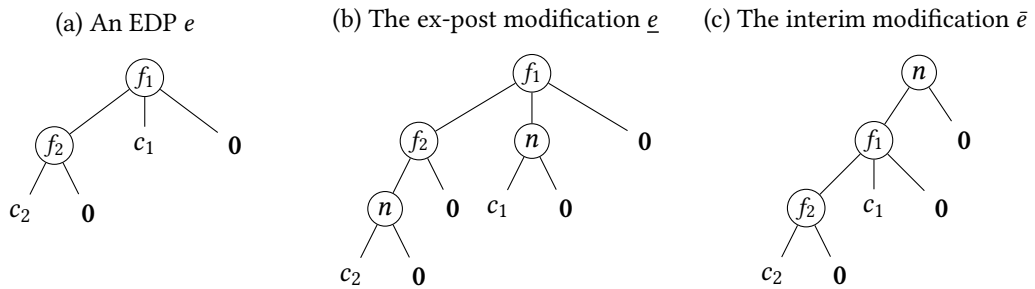 (a) An EDP e
(b) The ex-post modification e̲
(c) The interim modification ē
f₁
f₂ c₁ 0
c₂ 0
f₁
f₂ n 0
n 0 c₁ 0
c₂ 0
n
f₁ 0
f₂ c₁ 0
c₂ 0